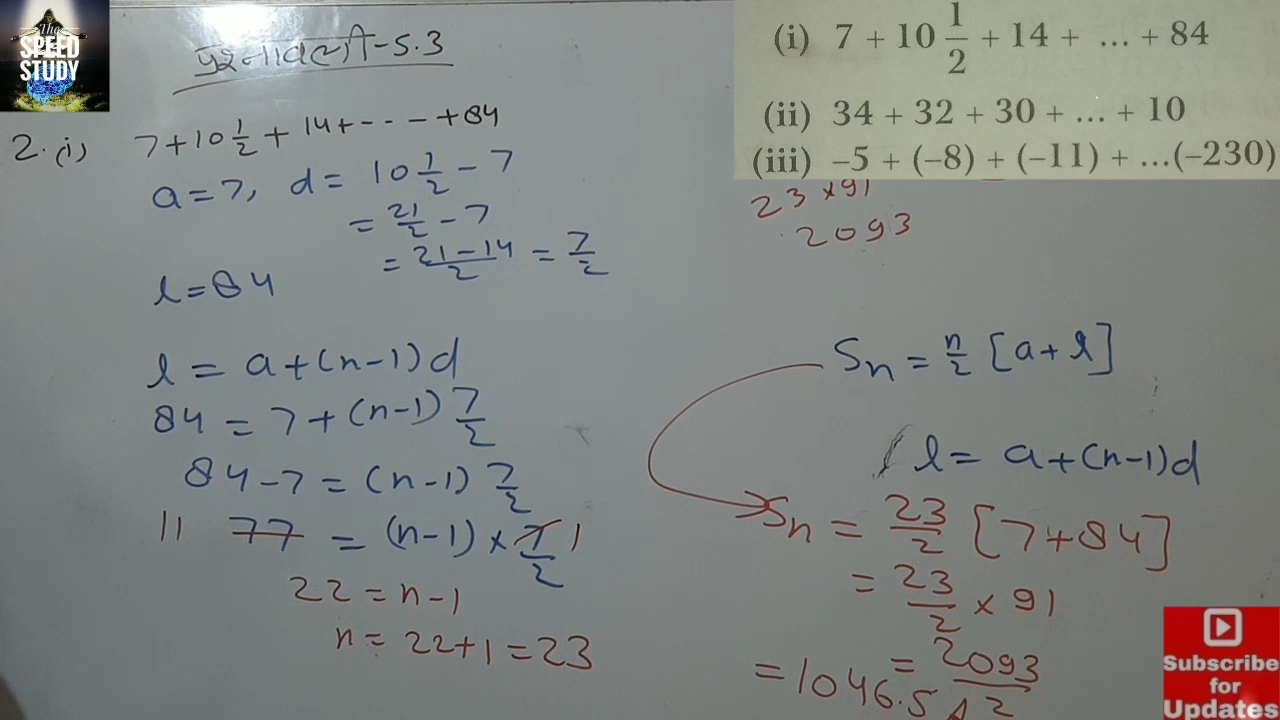 The
SPEED
STUDY
प्रश्नावली-5.3
(i) 7 + 10 1/2 + 14 + ... + 84
(ii) 34 + 32 + 30 + ... + 10
(iii) –5 + (–8) + (–11) + ...(–230)
2. (i) 7+10 1/2 + 14+---+84
a=7, d= 10 1/2 - 7
= 21/2 - 7
= (21-14)/2 = 7/2
l=84
l = a+(n-1)d
84 = 7+(n-1) 7/2
84-7 = (n-1) 7/2
11 77 = (n-1) × 7/2 1
22 = n-1
n = 22+1 = 23
23 ×91
2093
Sn = n/2 [a+l]
l = a+(n-1)d
Sn = 23/2 [7+84]
= 23/2 × 91
= 2093/2
= 1046.5
Subscribe
for
Updates